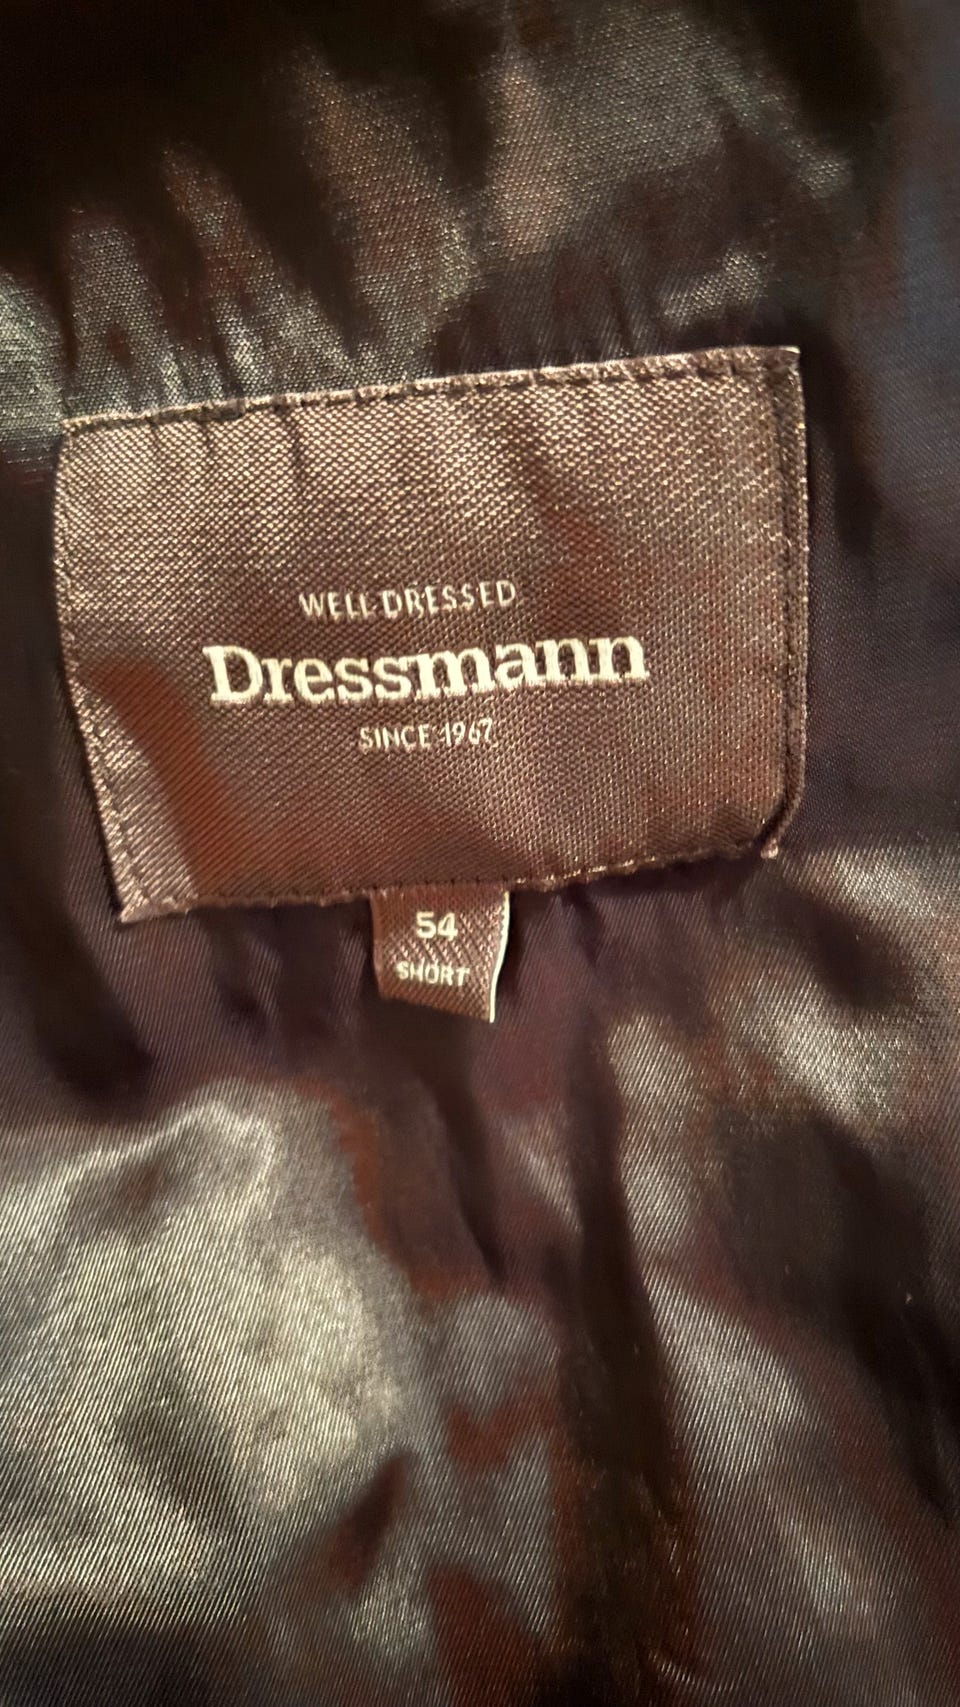 WELL DRESSED
Dressmann
SINCE 1967
54
SHORT